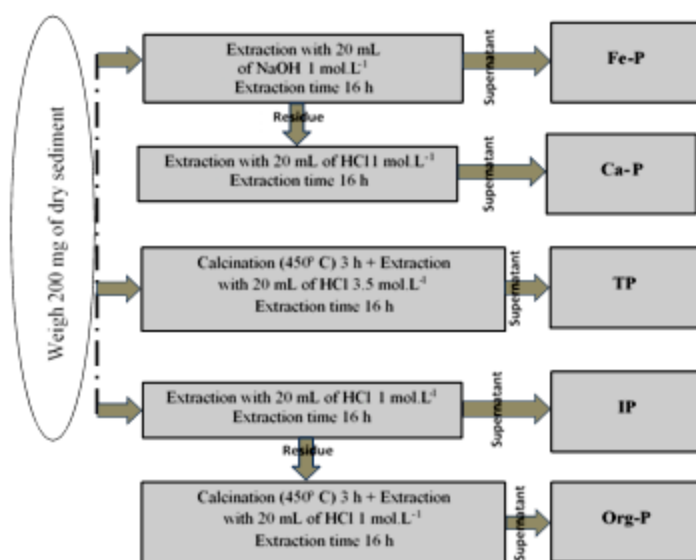 Weigh 200 mg of dry sediment
Extraction with 20 mL
of NaOH 1 mol.L⁻¹
Extraction time 16 h
Supernatant
Fe-P
Residue
Extraction with 20 mL of HCl 1 mol.L⁻¹
Extraction time 16 h
Supernatant
Ca-P
Calcination (450° C) 3 h + Extraction
with 20 mL of HCl 3.5 mol.L⁻¹
Extraction time 16 h
Supernatant
TP
Extraction with 20 mL of HCl 1 mol.L⁻¹
Extraction time 16 h
Supernatant
IP
Residue
Calcination (450° C) 3 h + Extraction
with 20 mL of HCl 1 mol.L⁻¹
Extraction time 16 h
Supernatant
Org-P